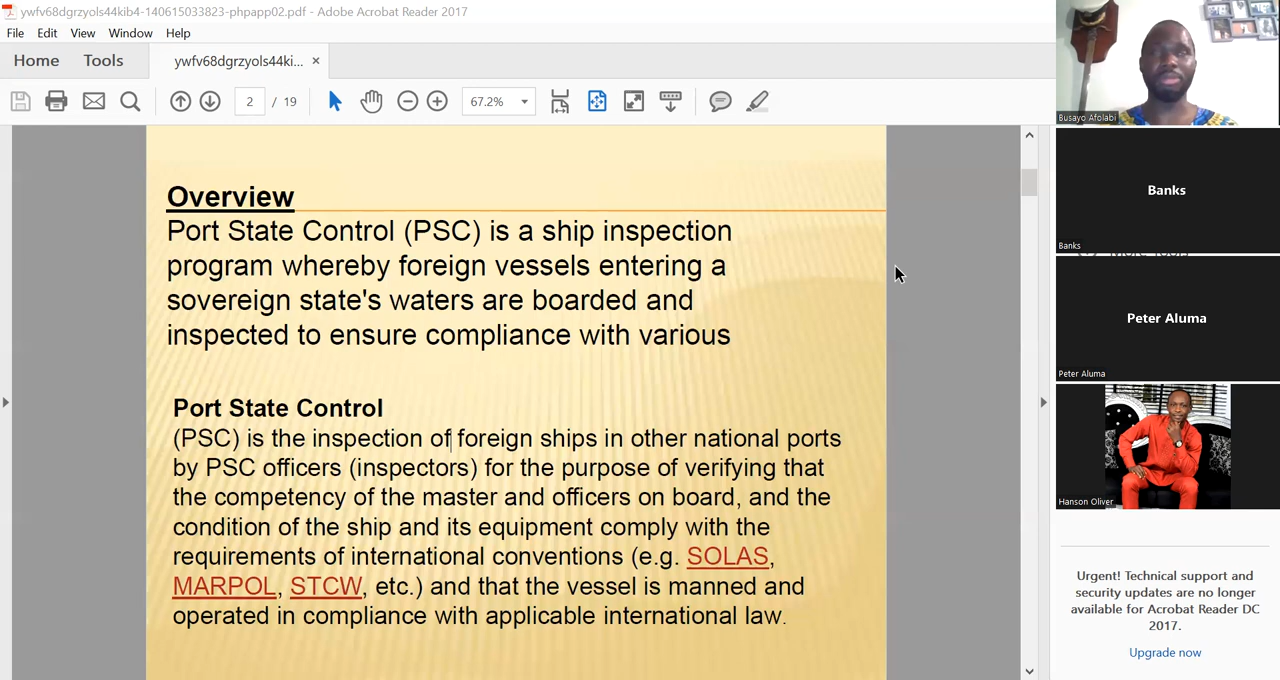 ywfv68dgrzyols44kib4-140615033823-phpapp02.pdf - Adobe Acrobat Reader 2017
File Edit View Window Help
Home Tools ywfv68dgrzyols44ki... ×
2 / 19 67.2%
Overview
Port State Control (PSC) is a ship inspection
program whereby foreign vessels entering a
sovereign state's waters are boarded and
inspected to ensure compliance with various
Port State Control
(PSC) is the inspection of foreign ships in other national ports
by PSC officers (inspectors) for the purpose of verifying that
the competency of the master and officers on board, and the
condition of the ship and its equipment comply with the
requirements of international conventions (e.g. SOLAS,
MARPOL, STCW, etc.) and that the vessel is manned and
operated in compliance with applicable international law.
Busayo Afolabi
Banks
Banks
Peter Aluma
Peter Aluma
Hanson Oliver
Urgent! Technical support and
security updates are no longer
available for Acrobat Reader DC
2017.
Upgrade now